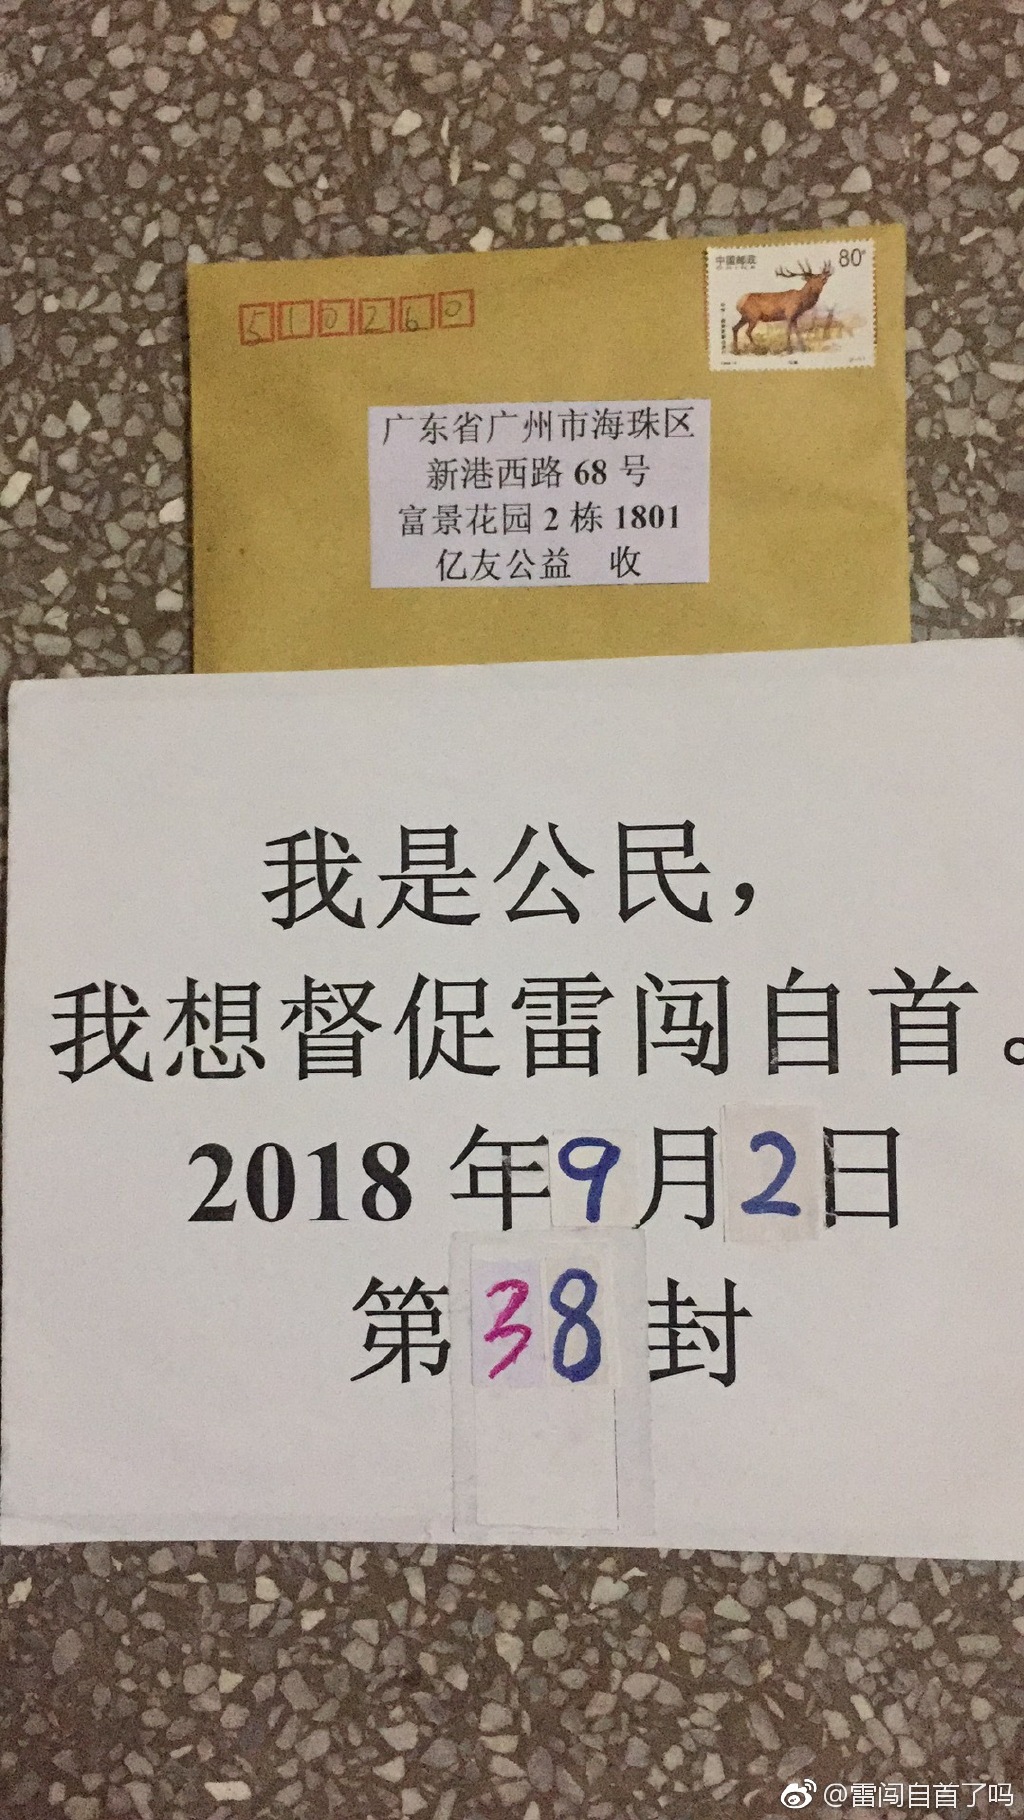 中国邮政
80
510260
广东省广州市海珠区
新港西路 68 号
富景花园 2 栋 1801
亿友公益 收
我是公民，
我想督促雷闯自首。
2018 年9月2日
第38封
@雷闯自首了吗